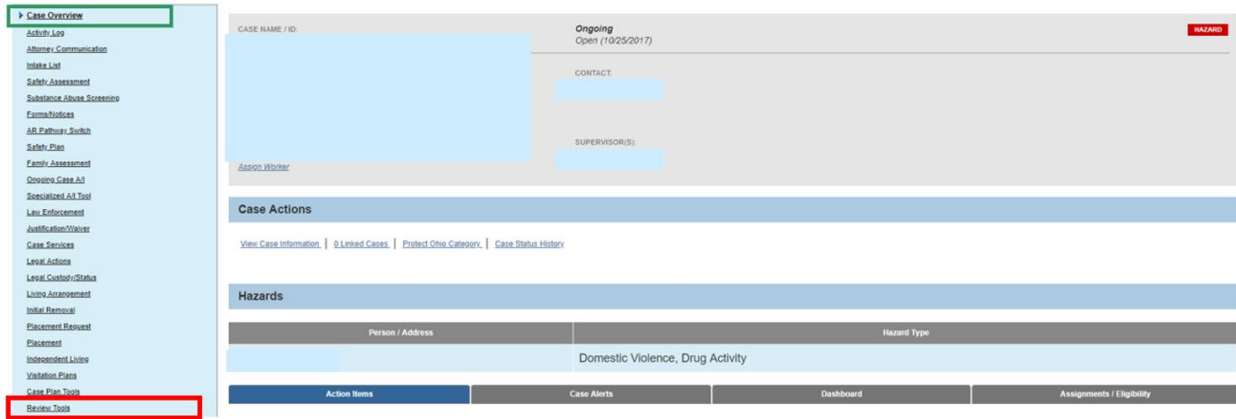 Case Overview
Activity Log
Attorney Communication
Intake List
Safety Assessment
Substance Abuse Screening
Forms/Notices
AR Pathway Switch
Safety Plan
Family Assessment
Ongoing Case A/I
Specialized A/I Tool
Law Enforcement
Justification/Waiver
Case Services
Legal Actions
Legal Custody/Status
Living Arrangement
Initial Removal
Placement Request
Placement
Independent Living
Visitation Plans
Case Plan Tools
Review Tools
CASE NAME / ID:
Ongoing
HAZARD
Open (10/25/2017)
CONTACT:
SUPERVISOR(S):
Assign Worker
Case Actions
View Case Information | 0 Linked Cases | Protect Ohio Category | Case Status History
Hazards
Person / Address Hazard Type
Domestic Violence, Drug Activity
Action Items Case Alerts Dashboard Assignments / Eligibility